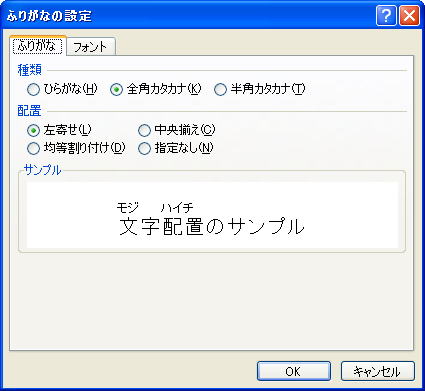 ふりがなの設定
ふりがな フォント
種類
ひらがな(H) 全角カタカナ(K) 半角カタカナ(T)
配置
左寄せ(L) 中央揃え(C)
均等割り付け(D) 指定なし(N)
サンプル
モジ ハイチ
文字配置のサンプル
OK キャンセル